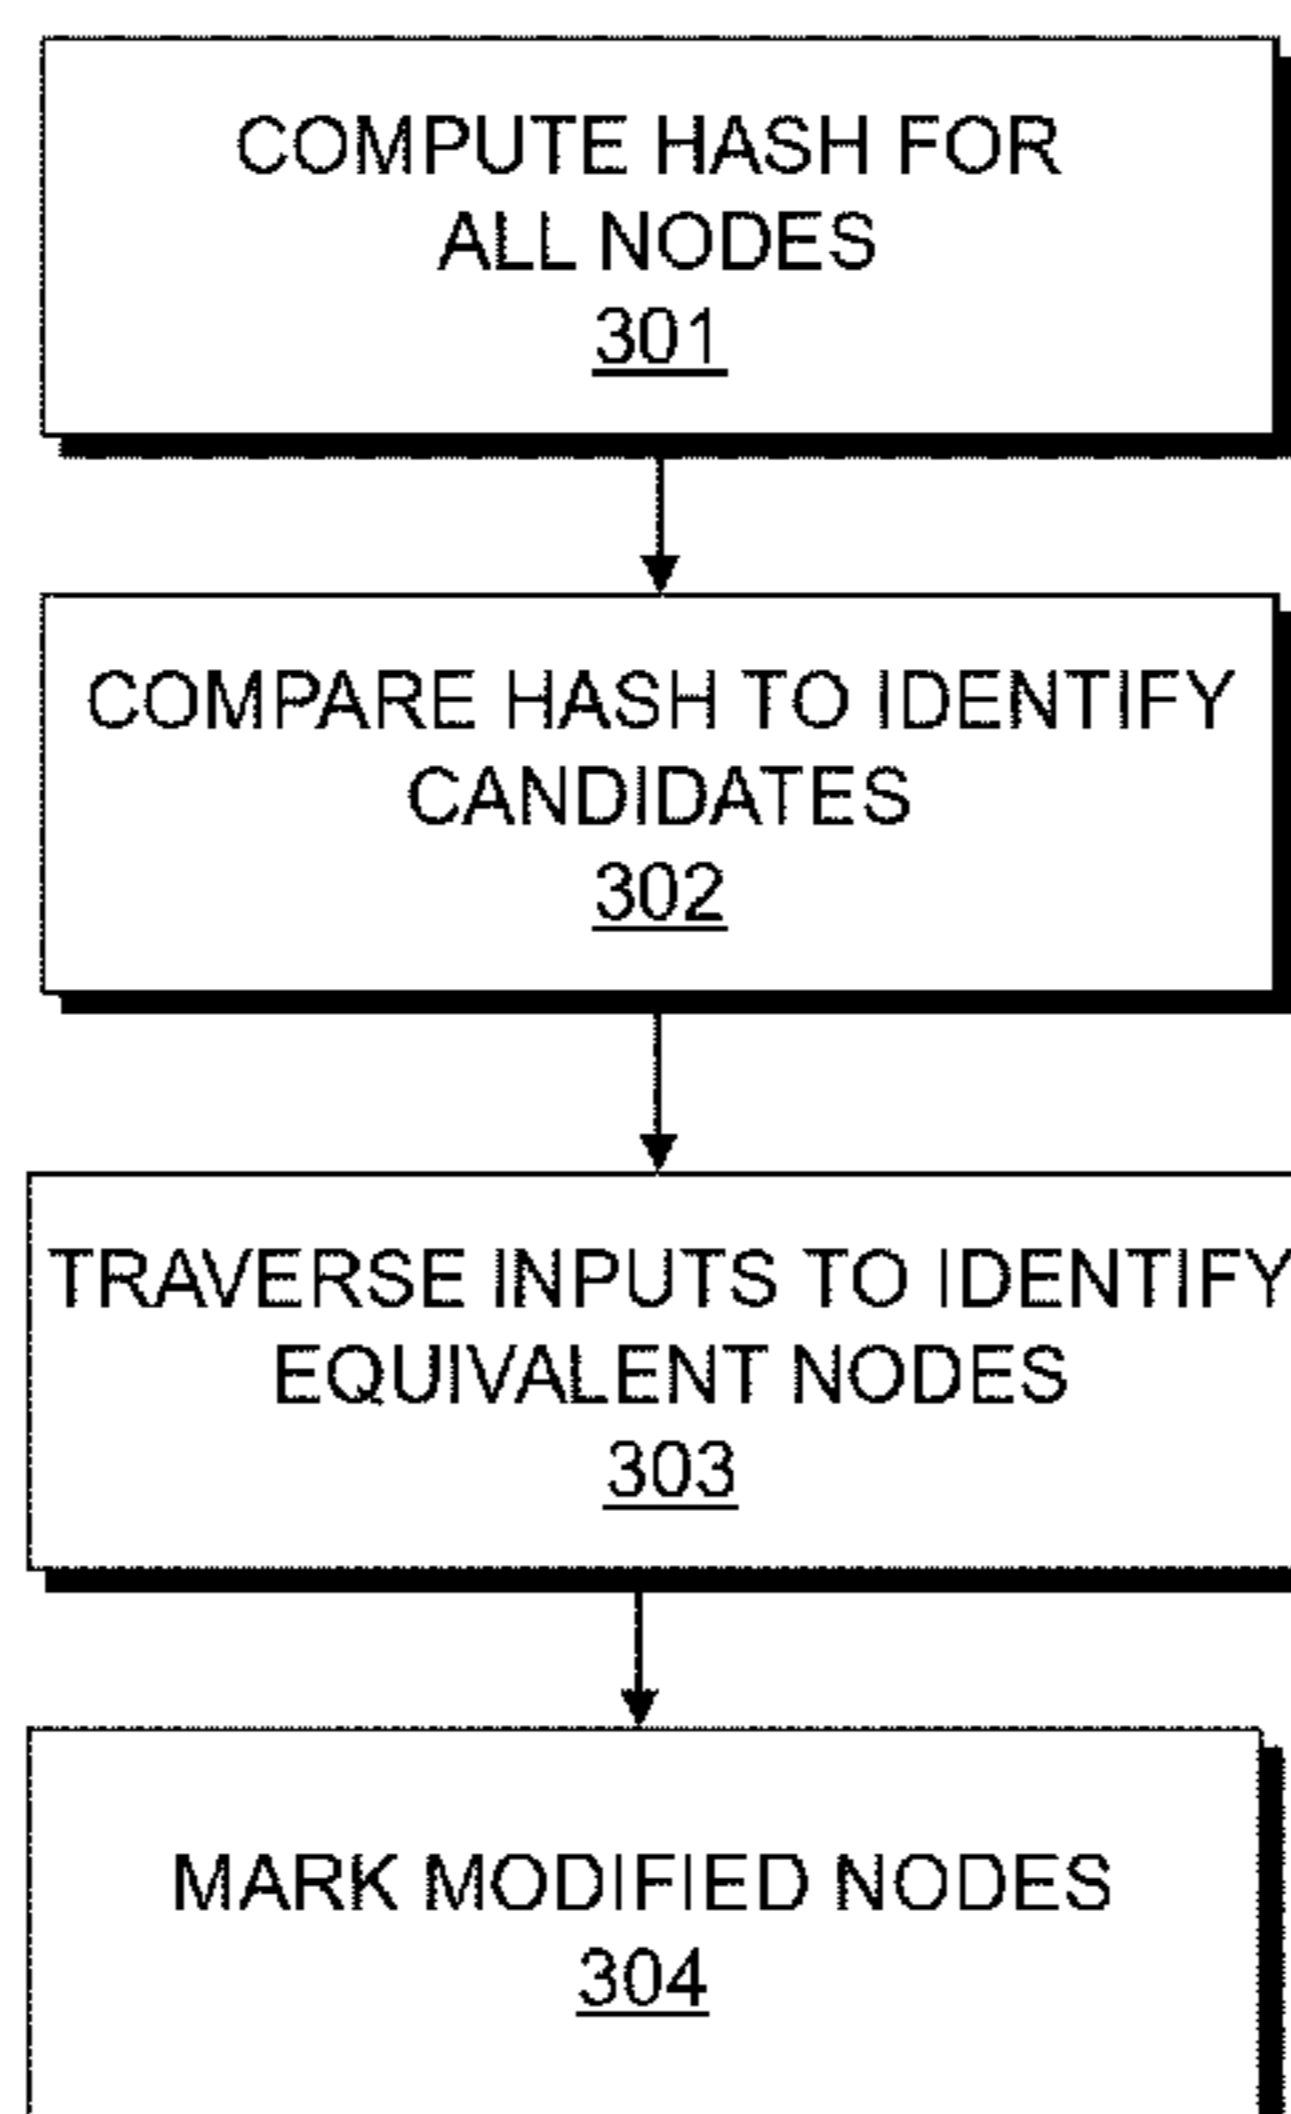 COMPUTE HASH FOR
ALL NODES
301
COMPARE HASH TO IDENTIFY
CANDIDATES
302
TRAVERSE INPUTS TO IDENTIFY
EQUIVALENT NODES
303
MARK MODIFIED NODES
304